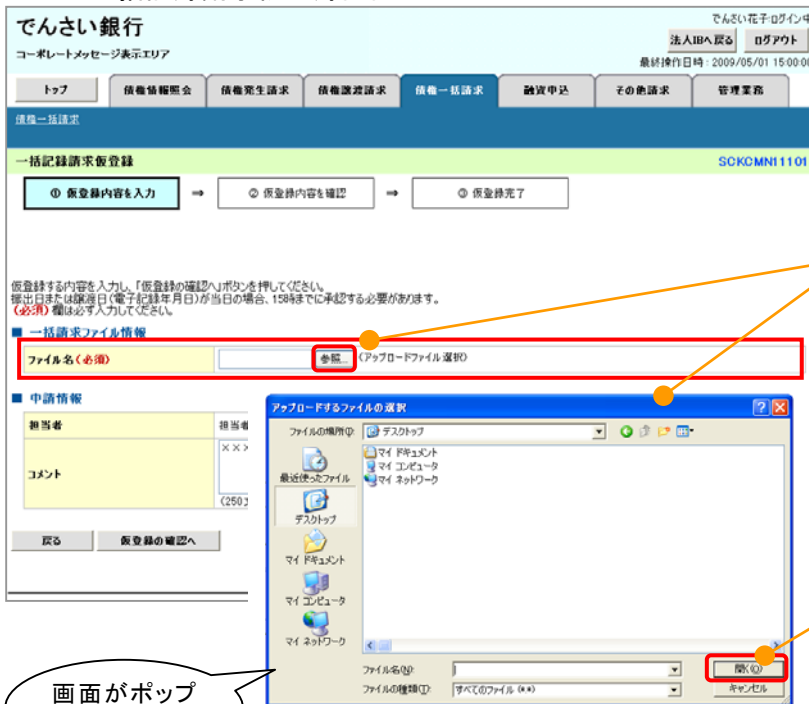 でんさい銀行
コーポレートメッセージ表示エリア
でんさい花子:ログイン中
法人IBへ戻る ログアウト
最終操作日時:2009/05/01 15:00:00
トップ 債権情報照会 債権発生請求 債権譲渡請求 債権一括請求 融資申込 その他請求 管理業務
債権一括請求
一括記録請求仮登録 SCKCMN11101
① 仮登録内容を入力 ⇒ ② 仮登録内容を確認 ⇒ ③ 仮登録完了
仮登録する内容を入力し、「仮登録の確認へ」ボタンを押してください。
振出日または譲渡日(電子記録年月日)が当日の場合、15時までに承認する必要があります。
(必須)欄は必ず入力してください。
■ 一括請求ファイル情報
ファイル名(必須) 参照... (アップロードファイル選択)
■ 申請情報
担当者 担当者
コメント ×××
(250文
戻る 仮登録の確認へ
アップロードするファイルの選択
ファイルの場所(I): デスクトップ
マイ ドキュメント
マイ コンピュータ
マイ ネットワーク
最近使ったファイル
デスクトップ
マイ ドキュメント
マイ コンピュータ
マイ ネットワーク
ファイル名(N): 開く(O)
ファイルの種類(T): すべてのファイル (*.*) キャンセル
画面がポップ